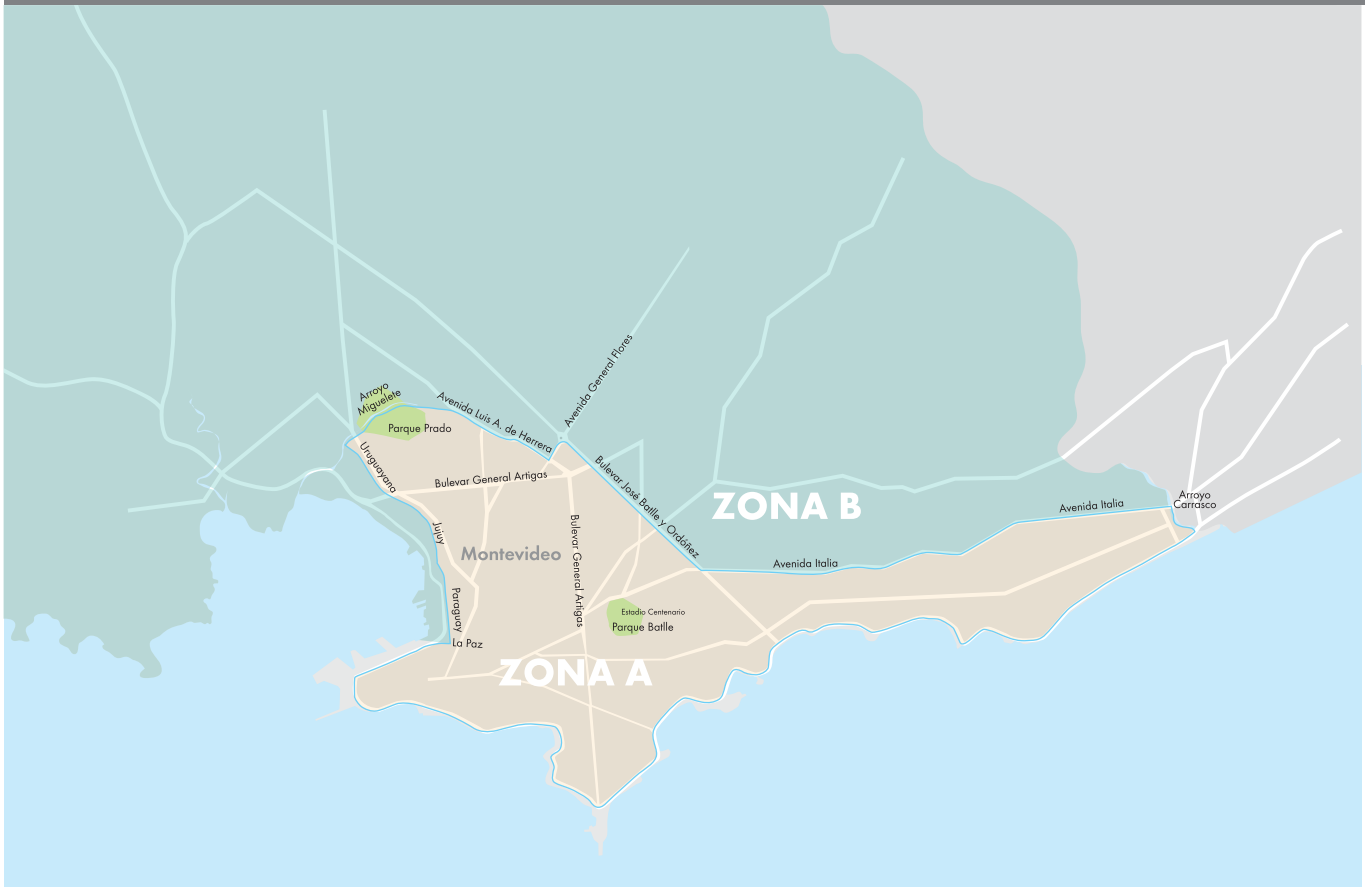 Avenida General Flores
Arroyo
Miguelete
Avenida Luis A. de Herrera
Parque Prado
Uruguayana
Bulevar General Artigas
Bulevar José Batlle y Ordóñez
ZONA B
Arroyo
Carrasco
Avenida Italia
Jujuy
Bulevar General Artigas
Montevideo
Avenida Italia
Paraguay
Estadio Centenario
Parque Batlle
La Paz
ZONA A